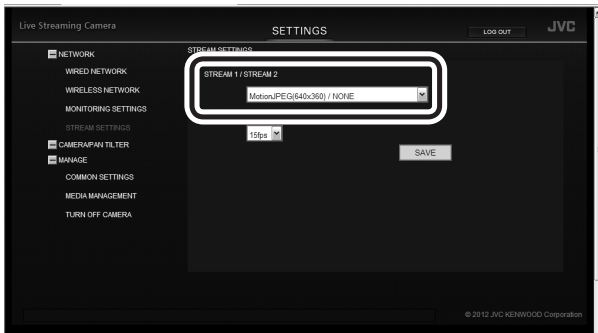 Live Streaming Camera
SETTINGS
LOG OUT
JVC
NETWORK
WIRED NETWORK
WIRELESS NETWORK
MONITORING SETTINGS
STREAM SETTINGS
CAMERA/PAN TILTER
MANAGE
COMMON SETTINGS
MEDIA MANAGEMENT
TURN OFF CAMERA
STREAM SETTINGS
STREAM 1 / STREAM 2
MotionJPEG(640x360) / NONE
15fps
SAVE
© 2012 JVC KENWOOD Corporation